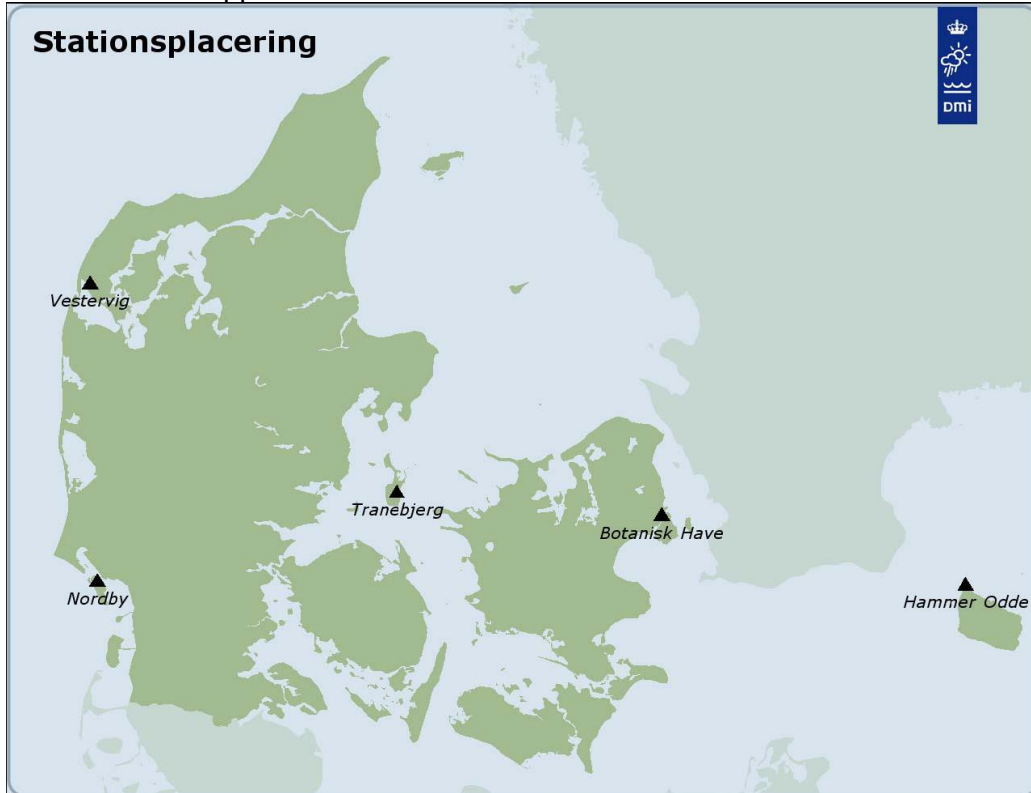 Stationsplacering
DMI
Vestervig
Tranebjerg
Botanisk Have
Nordby
Hammer Odde